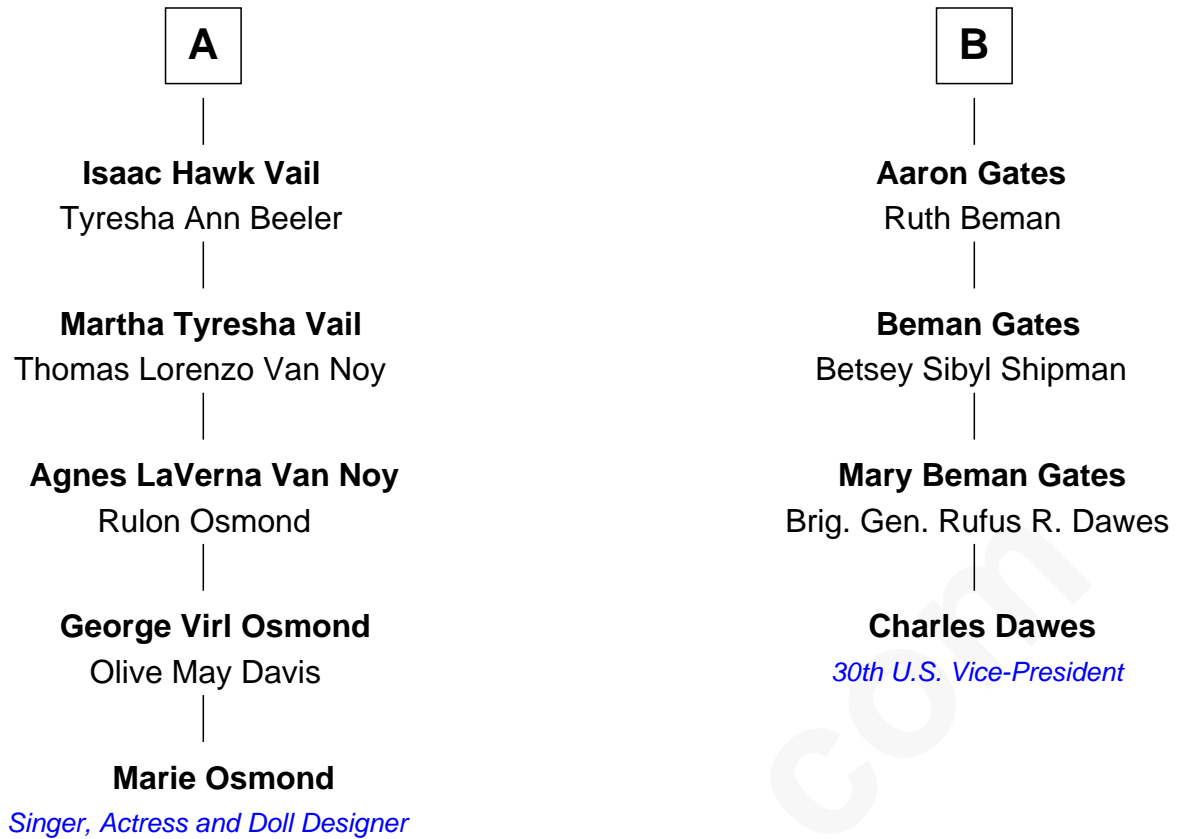 A
Isaac Hawk Vail
Tyresha Ann Beeler
Martha Tyresha Vail
Thomas Lorenzo Van Noy
Agnes LaVerna Van Noy
Rulon Osmond
George Virl Osmond
Olive May Davis
Marie Osmond
Singer, Actress and Doll Designer
B
Aaron Gates
Ruth Beman
Beman Gates
Betsey Sibyl Shipman
Mary Beman Gates
Brig. Gen. Rufus R. Dawes
Charles Dawes
30th U.S. Vice-President
com